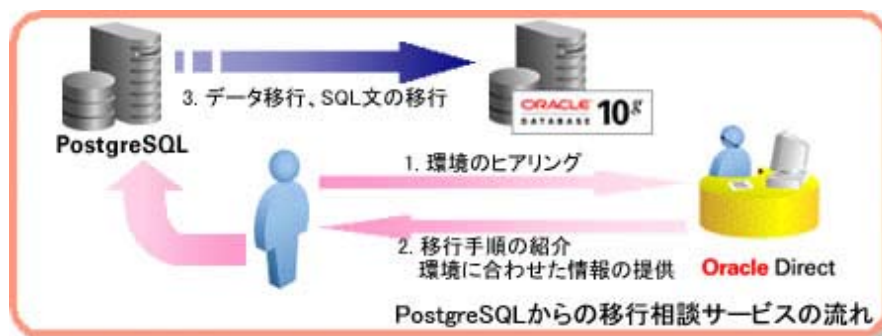 3. データ移行、SQL文の移行
ORACLE
DATABASE 10g
PostgreSQL
1. 環境のヒアリング
2. 移行手順の紹介
環境に合わせた情報の提供
Oracle Direct
PostgreSQLからの移行相談サービスの流れ